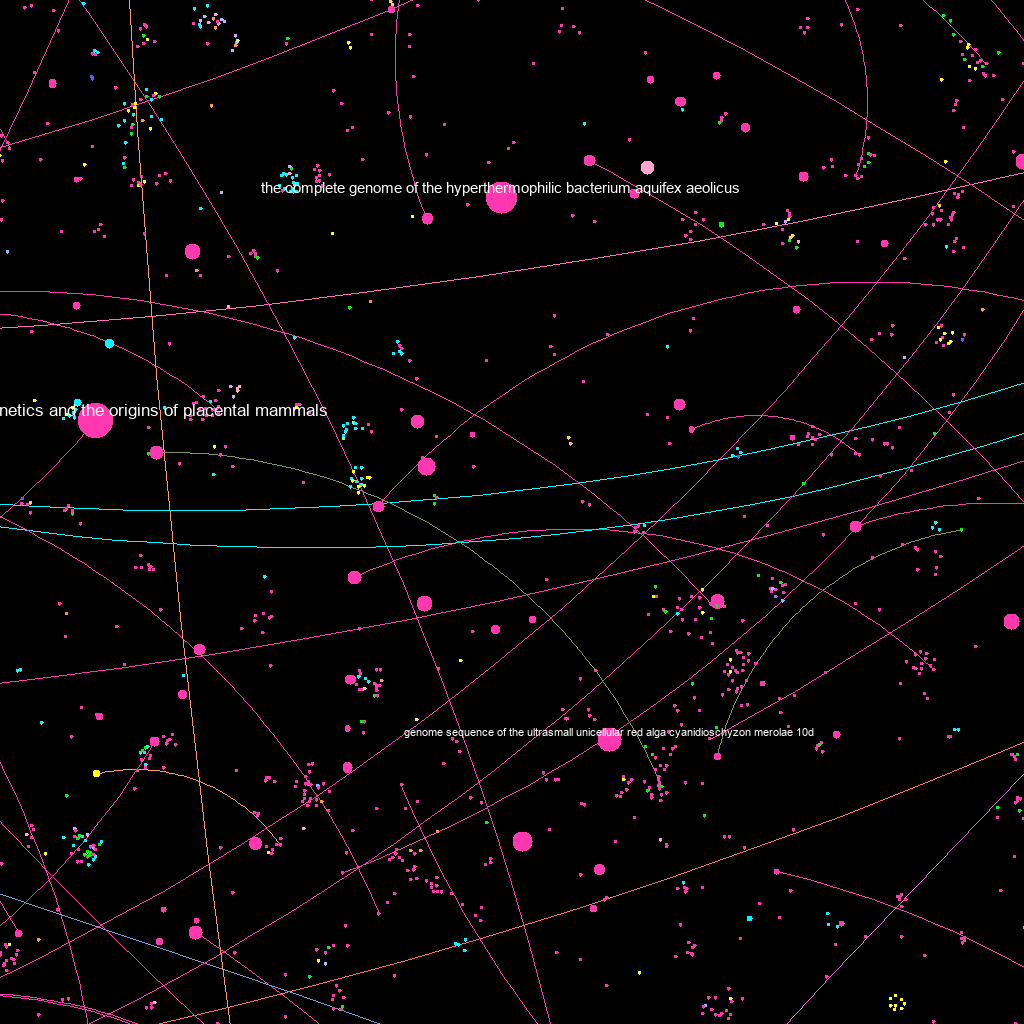 the complete genome of the hyperthermophilic bacterium aquifex aeolicus
netics and the origins of placental mammals
genome sequence of the ultrasmall unicellular red alga cyanidioschyzon merolae 10d